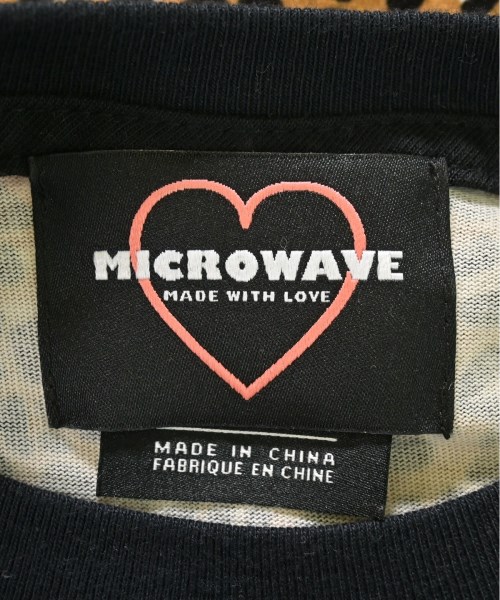 MICROWAVE
MADE WITH LOVE
MADE IN CHINA
FABRIQUE EN CHINE